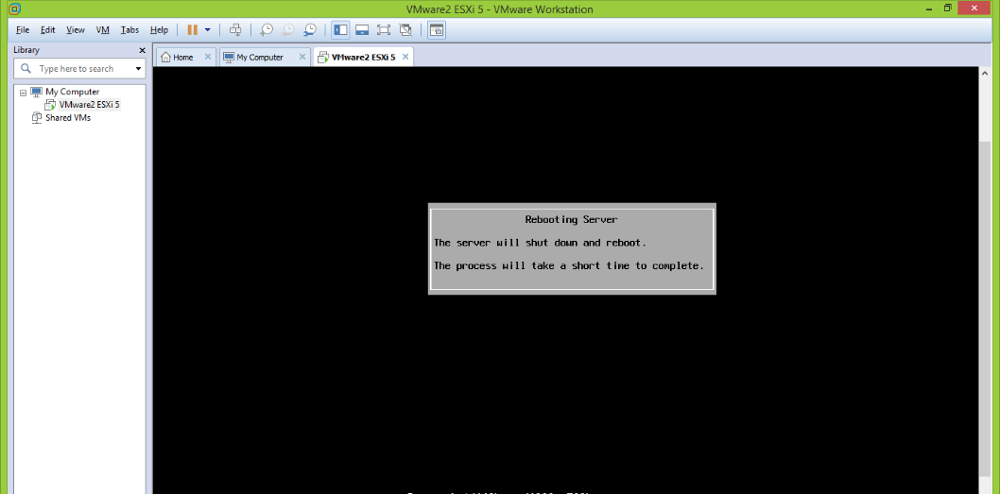 VMware2 ESXi 5 - VMware Workstation
File Edit View VM Tabs Help
Library
Type here to search
Home
My Computer
VMware2 ESXi 5
My Computer
VMware2 ESXi 5
Shared VMs
Rebooting Server
The server will shut down and reboot.
The process will take a short time to complete.